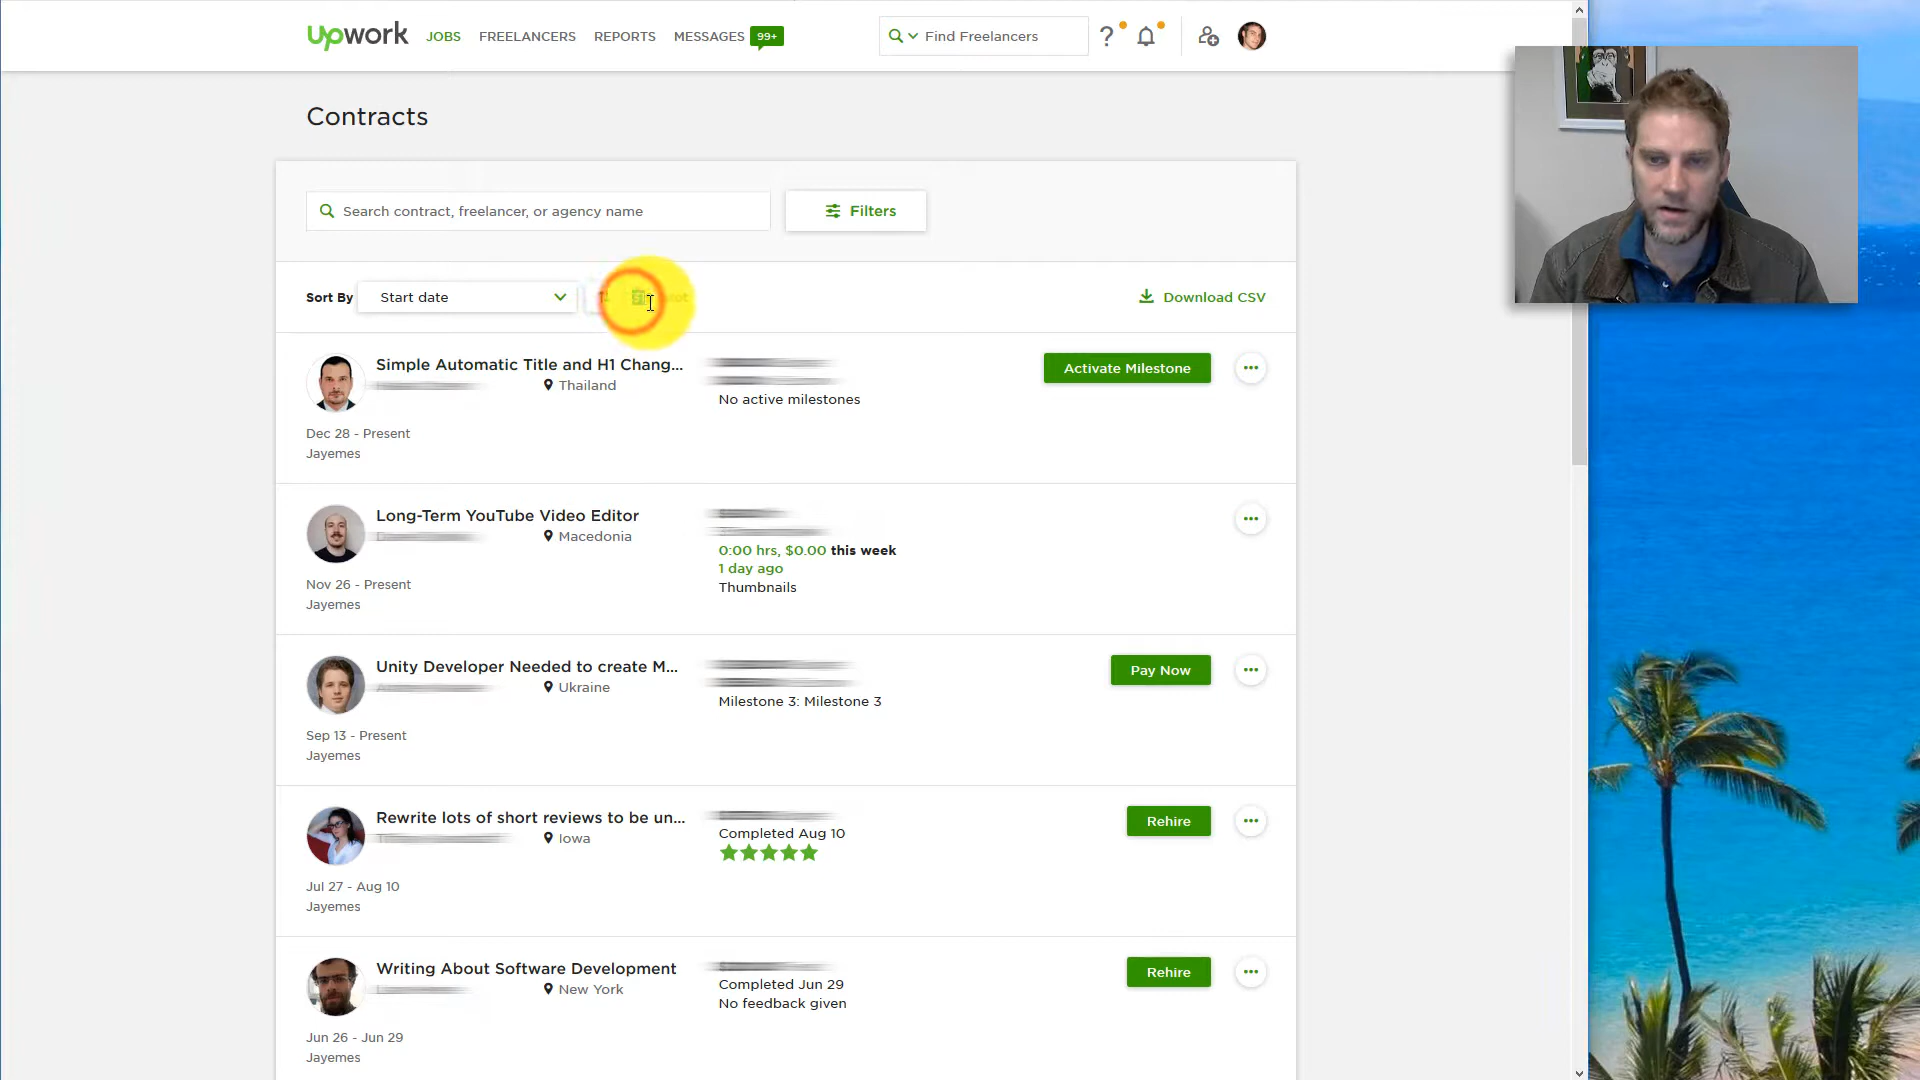 Upwork JOBS FREELANCERS REPORTS MESSAGES 99+ Find Freelancers ?
Contracts
Search contract, freelancer, or agency name Filters
Sort By Start date Download CSV
Simple Automatic Title and H1 Chang... Activate Milestone
Thailand
No active milestones
Dec 28 - Present
Jayemes
Long-Term YouTube Video Editor
Macedonia
0:00 hrs, $0.00 this week
1 day ago
Thumbnails
Nov 26 - Present
Jayemes
Unity Developer Needed to create M... Pay Now
Ukraine
Milestone 3: Milestone 3
Sep 13 - Present
Jayemes
Rewrite lots of short reviews to be un... Rehire
Iowa
Completed Aug 10
Jul 27 - Aug 10
Jayemes
Writing About Software Development Rehire
New York
Completed Jun 29
No feedback given
Jun 26 - Jun 29
Jayemes